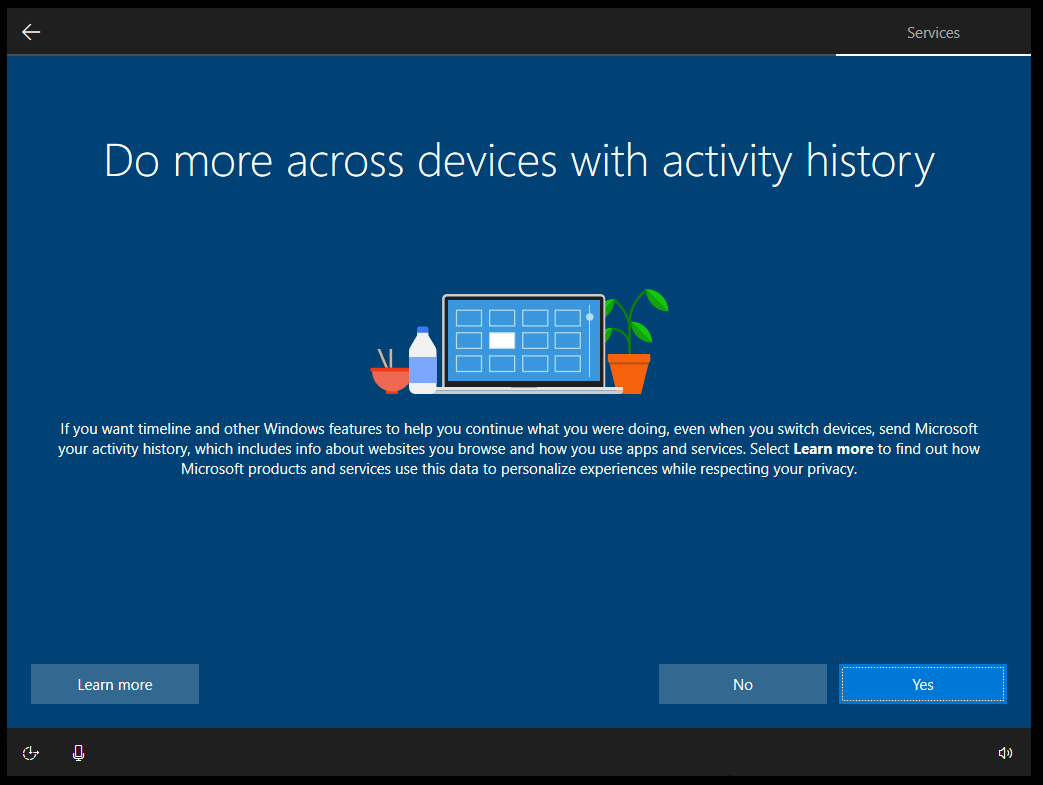 Services
Do more across devices with activity history
If you want timeline and other Windows features to help you continue what you were doing, even when you switch devices, send Microsoft
your activity history, which includes info about websites you browse and how you use apps and services. Select Learn more to find out how
Microsoft products and services use this data to personalize experiences while respecting your privacy.
Learn more
No
Yes